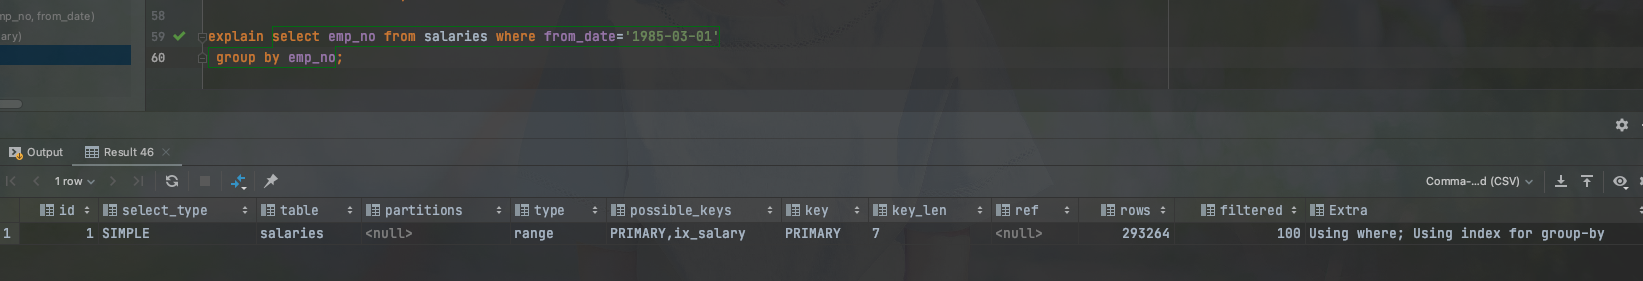 mp_no, from_date)
58
ary)
59 explain select emp_no from salaries where from_date='1985-03-01'
60 group by emp_no;
Output Result 46
1 row Comma-...d (CSV)
id select_type table partitions type possible_keys key key_len ref rows filtered Extra
1 1 SIMPLE salaries <null> range PRIMARY,ix_salary PRIMARY 7 <null> 293264 100 Using where; Using index for group-by